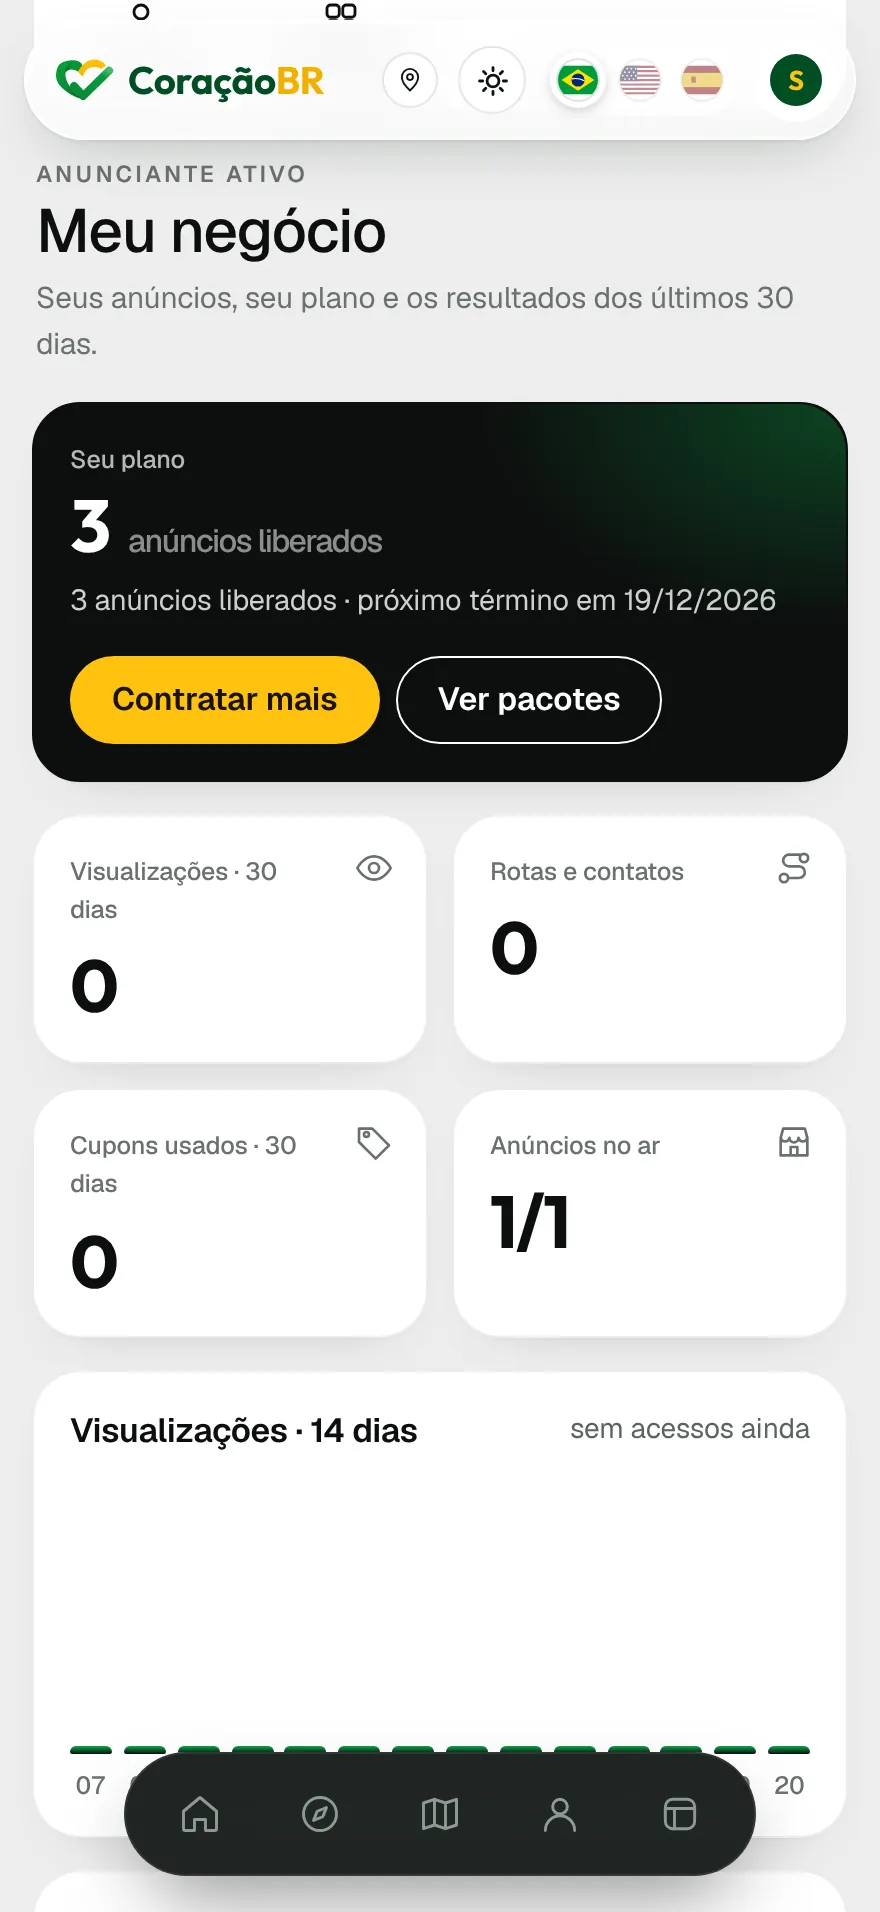 CoraçãoBR
S
ANUNCIANTE ATIVO
Meu negócio
Seus anúncios, seu plano e os resultados dos últimos 30
dias.
Seu plano
3 anúncios liberados
3 anúncios liberados · próximo término em 19/12/2026
Contratar mais
Ver pacotes
Visualizações · 30
dias
0
Rotas e contatos
0
Cupons usados · 30
dias
0
Anúncios no ar
1/1
Visualizações · 14 dias
sem acessos ainda
07
20